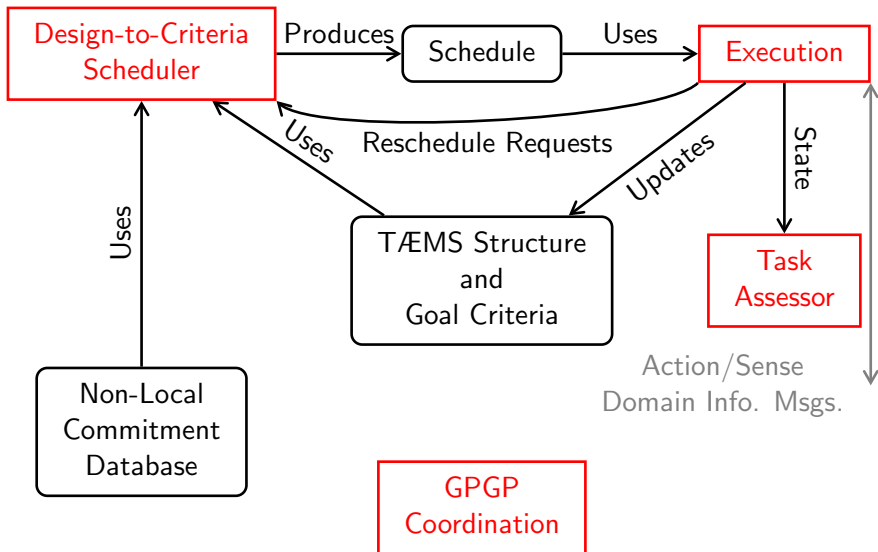 Design-to-Criteria
Scheduler
Produces
Schedule
Uses
Execution
Uses
Reschedule Requests
Updates
State
Uses
TÆMS Structure
and
Goal Criteria
Task
Assessor
Action/Sense
Domain Info. Msgs.
Non-Local
Commitment
Database
GPGP
Coordination